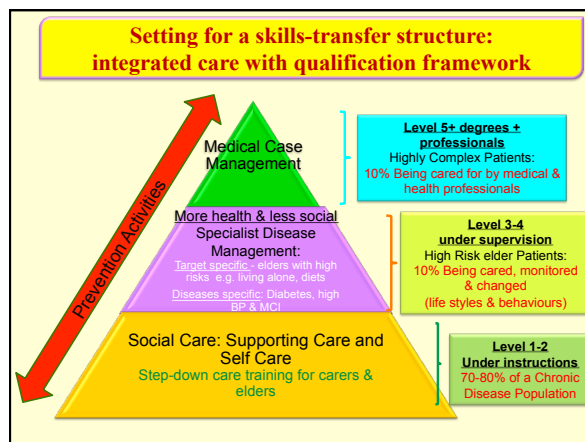 Setting for a skills-transfer structure:
integrated care with qualification framework
Prevention Activities
Medical Case
Management
Level 5+ degrees +
professionals
Highly Complex Patients:
10% Being cared for by medical &
health professionals
More health & less social
Specialist Disease
Management:
Target specific - elders with high
risks e.g. living alone, diets
Diseases specific: Diabetes, high
BP & MCI
Level 3-4
under supervision
High Risk elder Patients:
10% Being cared, monitored
& changed
(life styles & behaviours)
Social Care: Supporting Care and
Self Care
Step-down care training for carers &
elders
Level 1-2
Under instructions
70-80% of a Chronic
Disease Population